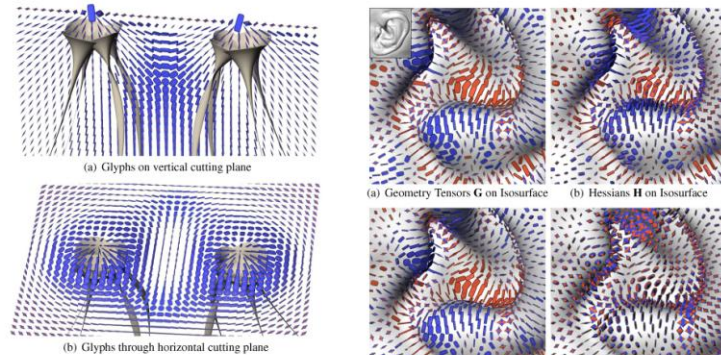 (a) Glyphs on vertical cutting plane
(b) Glyphs through horizontal cutting plane
(a) Geometry Tensors G on Isosurface
(b) Hessians H on Isosurface